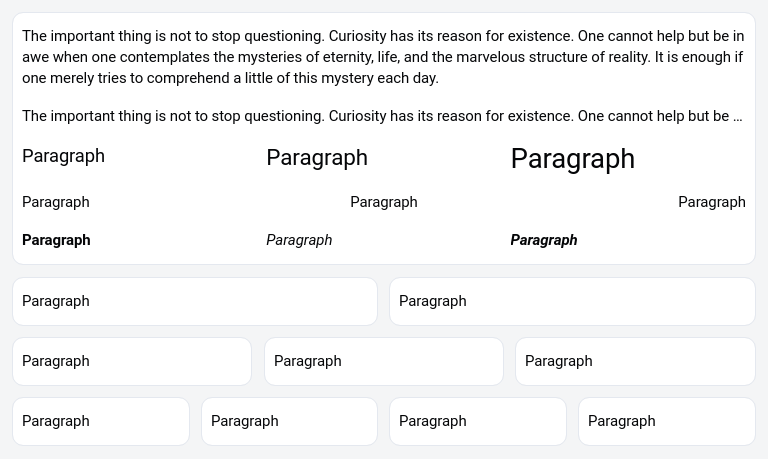 The important thing is not to stop questioning. Curiosity has its reason for existence. One cannot help but be in
awe when one contemplates the mysteries of eternity, life, and the marvelous structure of reality. It is enough if
one merely tries to comprehend a little of this mystery each day.
The important thing is not to stop questioning. Curiosity has its reason for existence. One cannot help but be ...
Paragraph Paragraph Paragraph
Paragraph Paragraph Paragraph
Paragraph Paragraph Paragraph
Paragraph Paragraph
Paragraph Paragraph Paragraph
Paragraph Paragraph Paragraph Paragraph